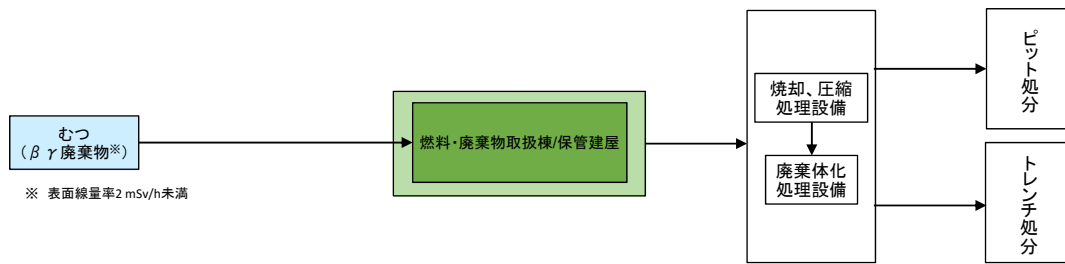 むつ
（βγ廃棄物※）
※ 表面線量率2 mSv/h未満
燃料・廃棄物取扱棟/保管建屋
焼却、圧縮
処理設備
廃棄体化
処理設備
ピット処分
トレンチ処分